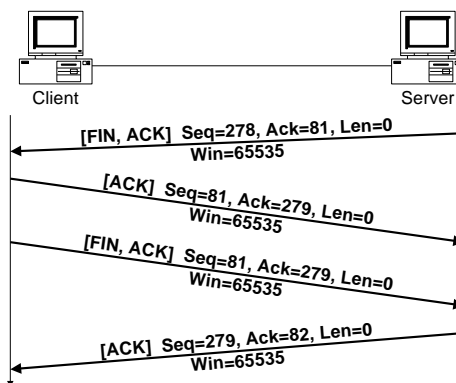 Client
Server
[FIN, ACK] Seq=278, Ack=81, Len=0
Win=65535
[ACK] Seq=81, Ack=279, Len=0
Win=65535
[FIN, ACK] Seq=81, Ack=279, Len=0
Win=65535
[ACK] Seq=279, Ack=82, Len=0
Win=65535